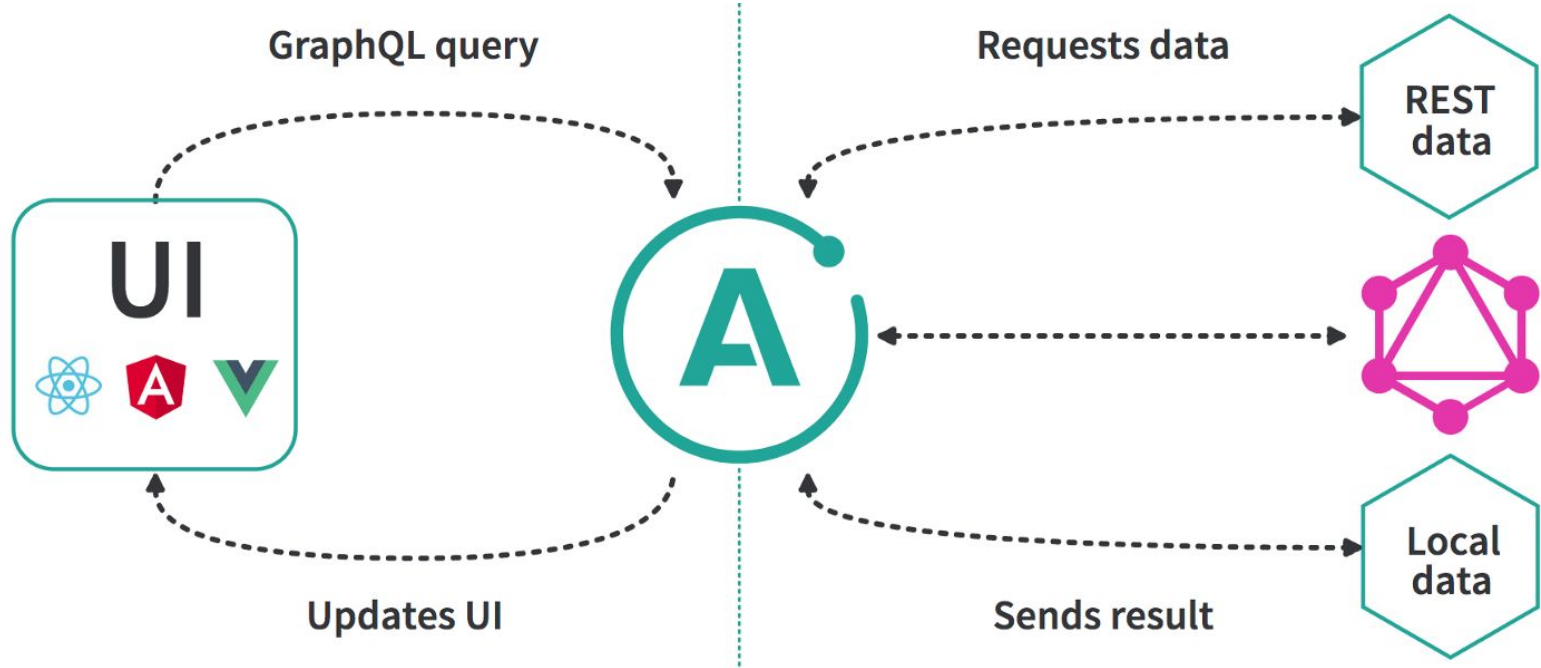 GraphQL query
Requests data
REST
data
UI
A
A
Local
data
Updates UI
Sends result